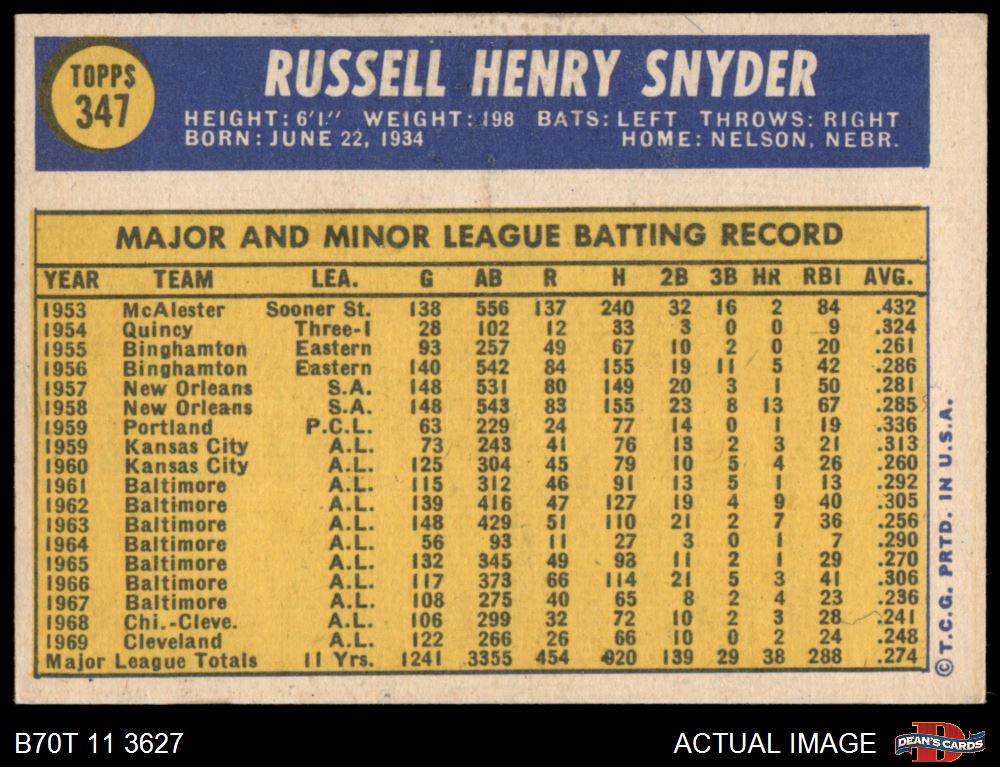 TOPPS
347
RUSSELL HENRY SNYDER
HEIGHT: 6'1." WEIGHT: 198 BATS: LEFT THROWS: RIGHT
BORN: JUNE 22, 1934 HOME: NELSON, NEBR.
MAJOR AND MINOR LEAGUE BATTING RECORD
YEAR TEAM LEA. G AB R H 2B 3B HR RBI AVG.
1953 McAlester Sooner St. 138 556 137 240 32 16 2 84 .432
1954 Quincy Three-I 28 102 12 33 3 0 0 9 .324
1955 Binghamton Eastern 93 257 49 67 10 2 0 20 .261
1956 Binghamton Eastern 140 542 84 155 19 11 5 42 .286
1957 New Orleans S.A. 148 531 80 149 20 3 1 50 .281
1958 New Orleans S.A. 148 543 83 155 23 8 13 67 .285
1959 Portland P.C.L. 63 229 24 77 14 0 1 19 .336
1959 Kansas City A.L. 73 243 41 76 13 2 3 21 .313
1960 Kansas City A.L. 125 304 45 79 10 5 4 26 .260
1961 Baltimore A.L. 115 312 46 91 13 5 1 13 .292
1962 Baltimore A.L. 139 416 47 127 19 4 9 40 .305
1963 Baltimore A.L. 148 429 51 110 21 2 7 36 .256
1964 Baltimore A.L. 56 93 11 27 3 0 1 7 .290
1965 Baltimore A.L. 132 345 49 93 11 2 1 29 .270
1966 Baltimore A.L. 117 373 66 114 21 5 3 41 .306
1967 Baltimore A.L. 108 275 40 65 8 2 4 23 .236
1968 Chi.-Cleve. A.L. 106 299 32 72 10 2 3 28 .241
1969 Cleveland A.L. 122 266 26 66 10 0 2 24 .248
Major League Totals 11 Yrs. 1241 3355 454 920 139 29 38 288 .274
© T.C.G. PRTD. IN U.S.A.
B70T 11 3627
ACTUAL IMAGE
D
DEAN'S CARDS